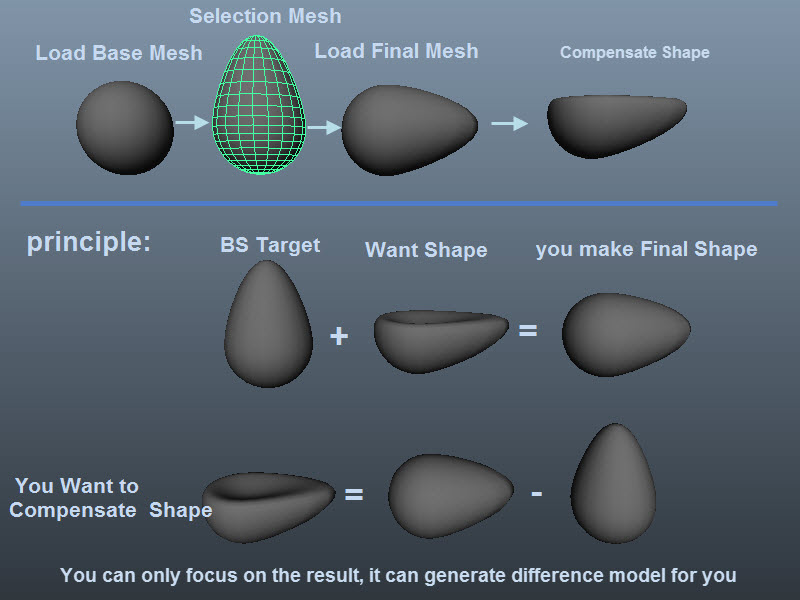 Selection Mesh
Load Base Mesh
Load Final Mesh
Compensate Shape
principle:
BS Target
Want Shape
you make Final Shape
+
=
You Want to
Compensate Shape
=
-
You can only focus on the result, it can generate difference model for you